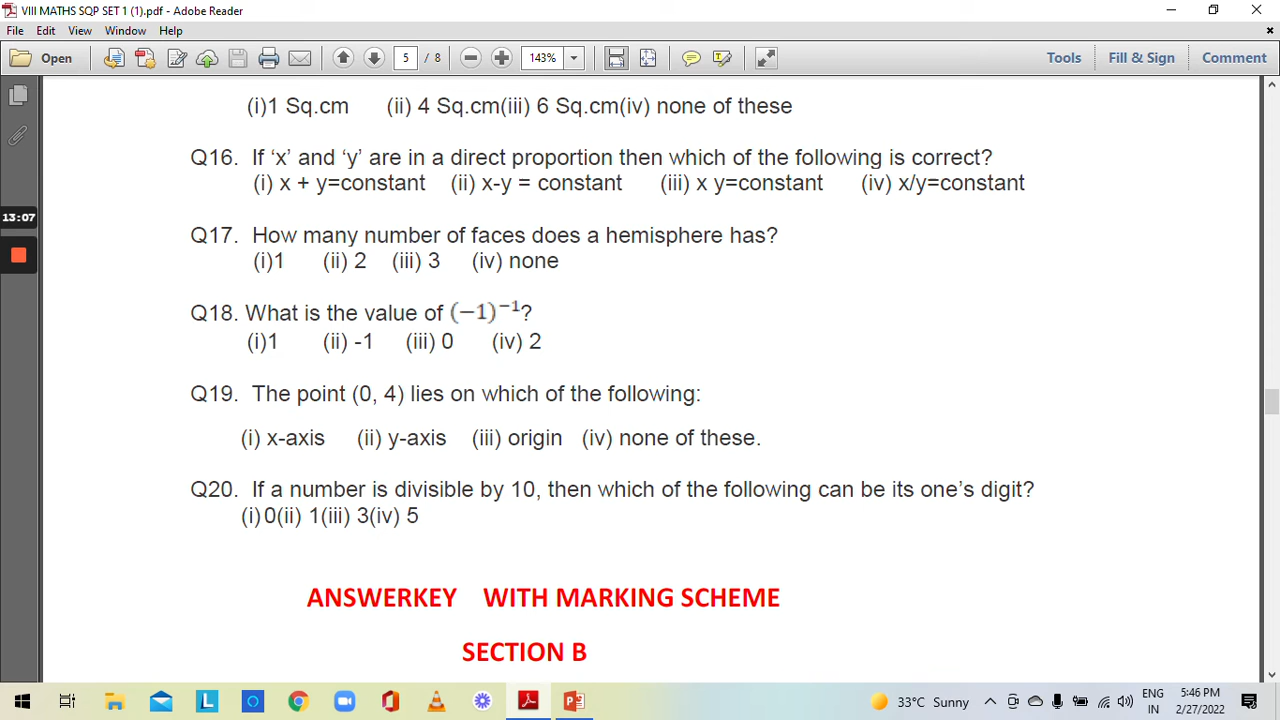 VIII MATHS SQP SET 1 (1).pdf - Adobe Reader
File Edit View Window Help
Open 5 / 8 143% Tools Fill & Sign Comment
(i)1 Sq.cm (ii) 4 Sq.cm(iii) 6 Sq.cm(iv) none of these
Q16. If ‘x’ and ‘y’ are in a direct proportion then which of the following is correct?
(i) x + y=constant (ii) x-y = constant (iii) x y=constant (iv) x/y=constant
13:07
Q17. How many number of faces does a hemisphere has?
(i)1 (ii) 2 (iii) 3 (iv) none
Q18. What is the value of (−1)⁻¹?
(i)1 (ii) -1 (iii) 0 (iv) 2
Q19. The point (0, 4) lies on which of the following:
(i) x-axis (ii) y-axis (iii) origin (iv) none of these.
Q20. If a number is divisible by 10, then which of the following can be its one’s digit?
(i) 0(ii) 1(iii) 3(iv) 5
ANSWERKEY WITH MARKING SCHEME
SECTION B
33°C Sunny ENG 5:46 PM
IN 2/27/2022